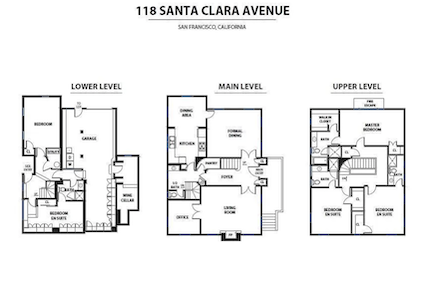 118 SANTA CLARA AVENUE
SAN FRANCISCO, CALIFORNIA
LOWER LEVEL
BEDROOM
GARAGE
WINE
CELLAR
BEDROOM
EN SUITE
MAIN LEVEL
DINING
AREA
FORMAL
DINING
KITCHEN
PANTRY
FOYER
BATH
OFFICE
LIVING
ROOM
UPPER LEVEL
FIRE
ESCAPE
WALK-IN
CLOSET
MASTER
BEDROOM
BATH
BEDROOM
EN SUITE
BEDROOM
EN SUITE